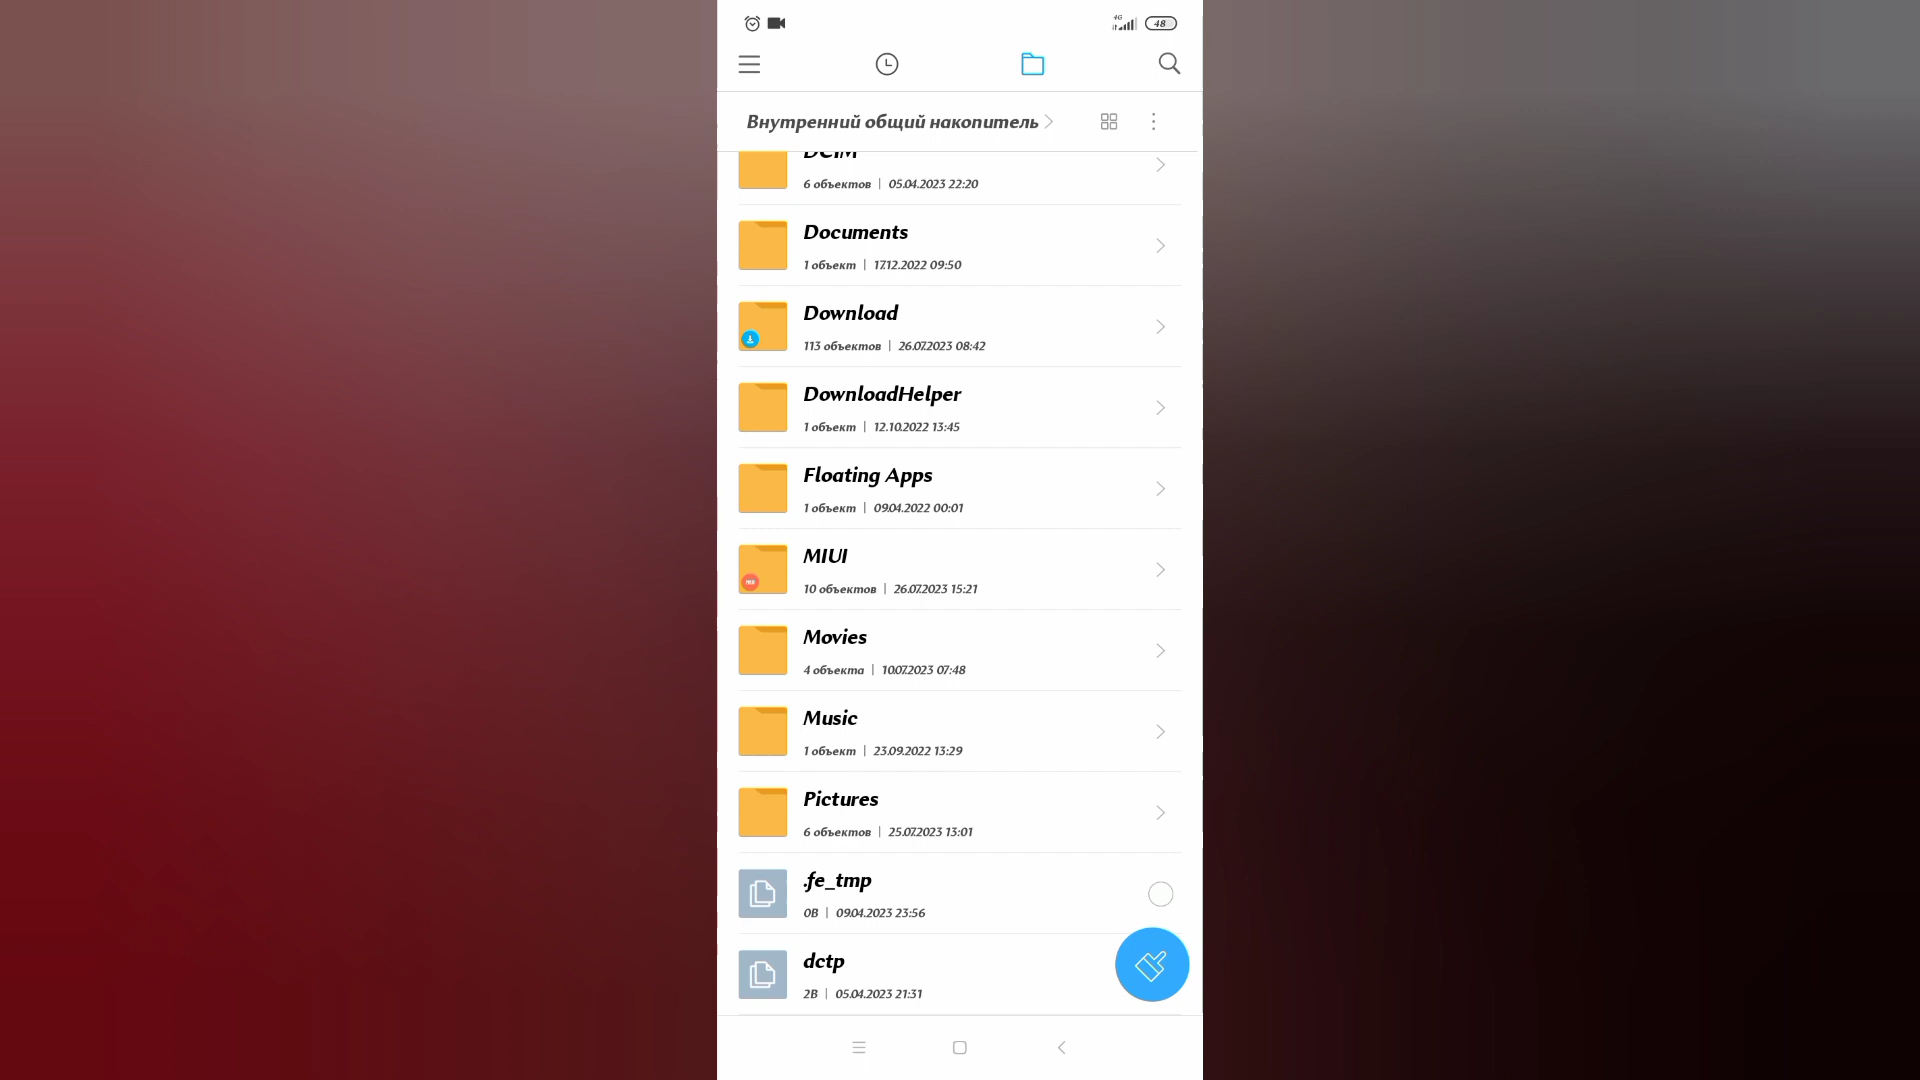 4G
48
Внутренний общий накопитель
DCIM
6 объектов | 05.04.2023 22:20
Documents
1 объект | 17.12.2022 09:50
Download
113 объектов | 26.07.2023 08:42
DownloadHelper
1 объект | 12.10.2022 13:45
Floating Apps
1 объект | 09.04.2022 00:01
MIUI
10 объектов | 26.07.2023 15:21
Movies
4 объекта | 10.07.2023 07:48
Music
1 объект | 23.09.2022 13:29
Pictures
6 объектов | 25.07.2023 13:01
.fe_tmp
0B | 09.04.2023 23:56
dctp
2B | 05.04.2023 21:31